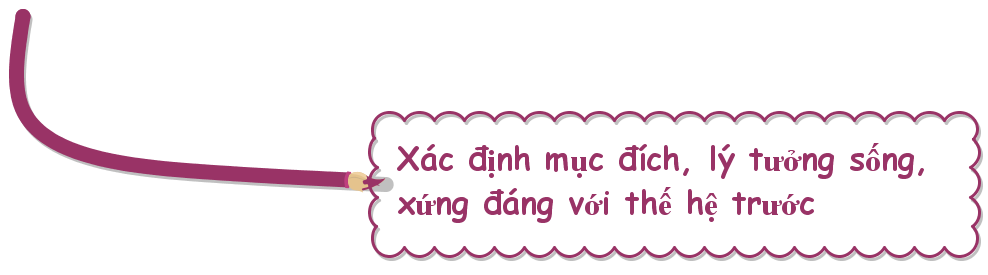 Xác định mục đích, lý tưởng sống,
xứng đáng với thế hệ trước